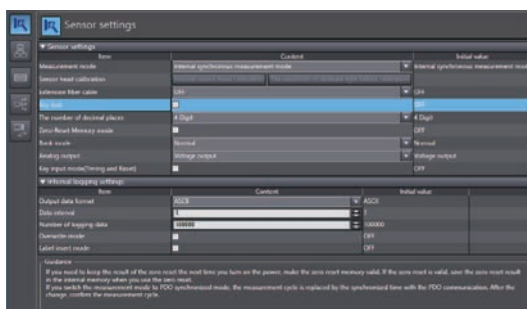 Sensor settings
▼ Sensor settings
Item Content Initial value
Measurement mode Internal synchronous measurement mode Internal synchronous measurement mode
Sensor head calibration
Extension fiber cable OFF OFF
Key lock OFF
The number of decimal places 4 Digit 4 Digit
Zero Reset Memory mode OFF
Bank mode Normal Normal
Analog output Voltage output Voltage output
Key input mode(Timing and Reset) OFF
▼ Internal logging settings
Item Content Initial value
Output data format ASCII ASCII
Data interval 1 1
Number of logging data 100000 100000
Overwrite mode OFF
Label insert mode OFF
Guidance
If you need to keep the result of the zero reset the next time you turn on the power, make the zero reset memory valid. If the zero reset is valid, save the zero reset result
in the internal memory when you use the zero reset.
If you switch the measurement mode to PDO synchronized mode, the measurement cycle is replaced by the synchronized time with the PDO communication. After the
change, confirm the measurement cycle.